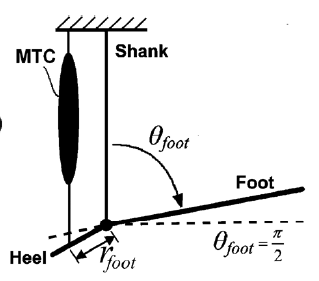 Shank
MTC
θfoot
Foot
θfoot = π/2
Heel
rfoot